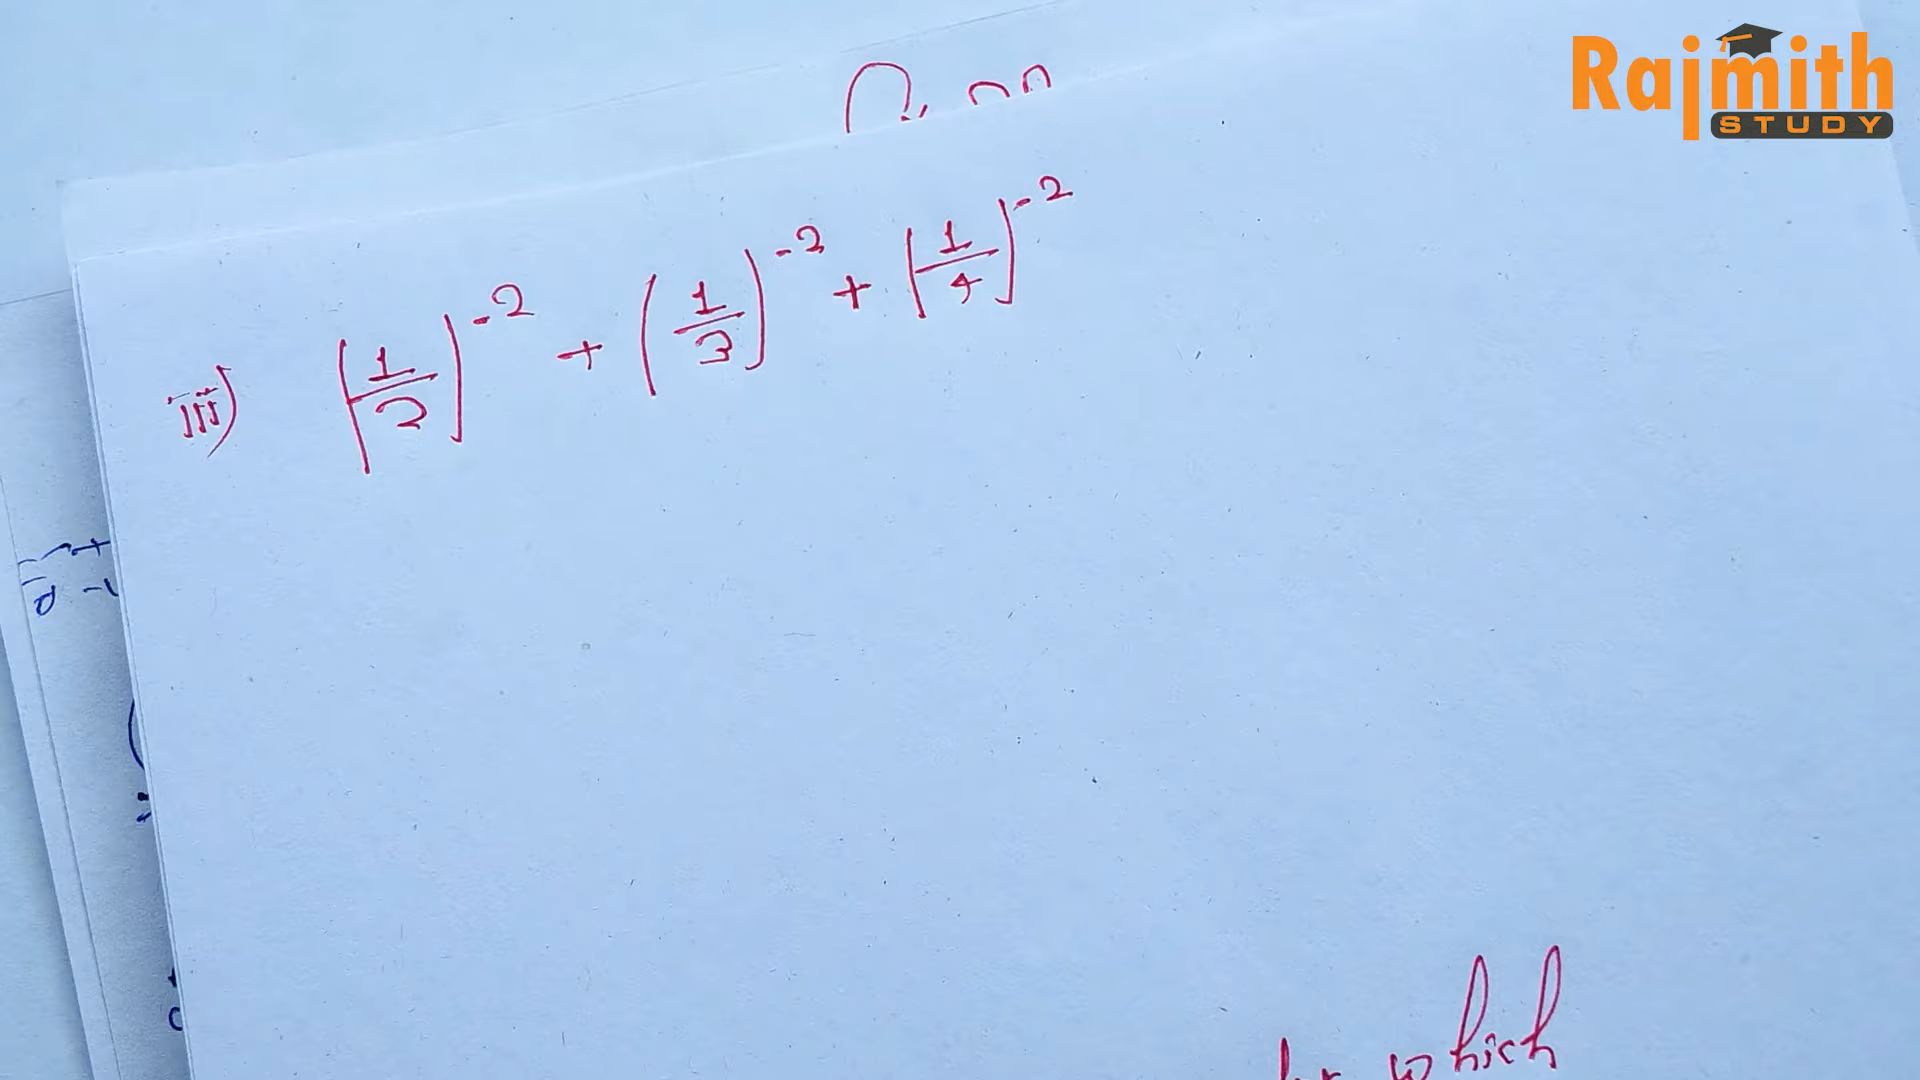 Rajmith
STUDY
iii) (1/2)^-2 + (1/3)^-2 + (1/4)^-2
which